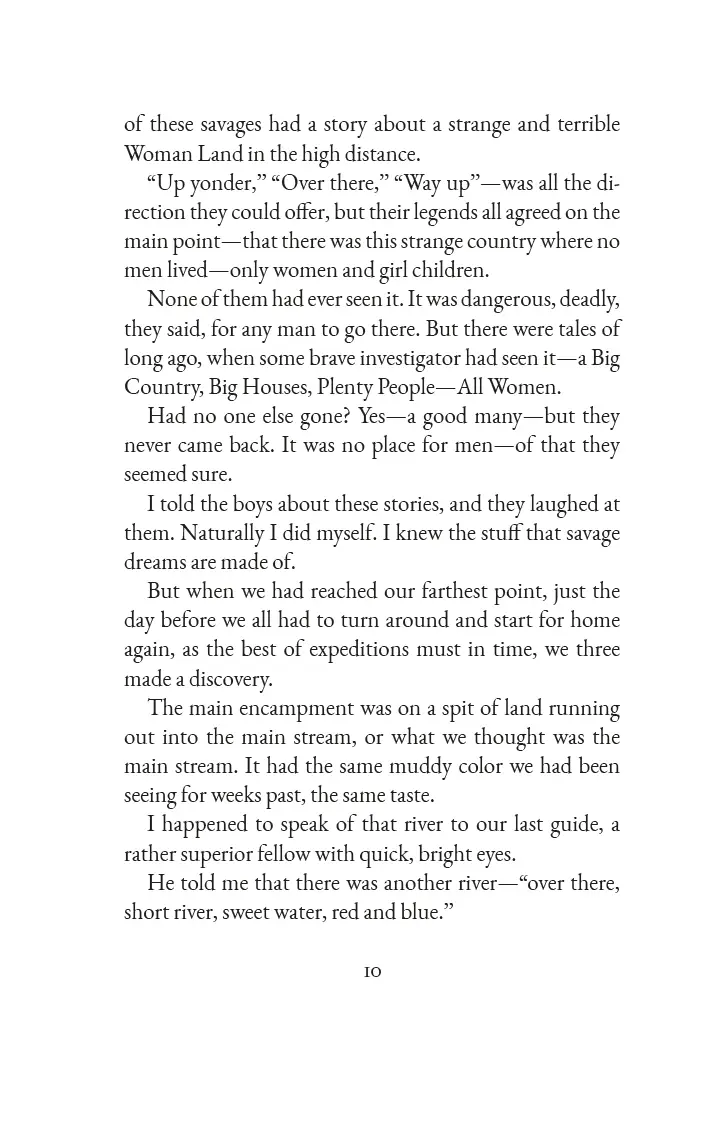 of these savages had a story about a strange and terrible
Woman Land in the high distance.
“Up yonder,” “Over there,” “Way up”—was all the di-
rection they could offer, but their legends all agreed on the
main point—that there was this strange country where no
men lived—only women and girl children.
None of them had ever seen it. It was dangerous, deadly,
they said, for any man to go there. But there were tales of
long ago, when some brave investigator had seen it—a Big
Country, Big Houses, Plenty People—All Women.
Had no one else gone? Yes—a good many—but they
never came back. It was no place for men—of that they
seemed sure.
I told the boys about these stories, and they laughed at
them. Naturally I did myself. I knew the stuff that savage
dreams are made of.
But when we had reached our farthest point, just the
day before we all had to turn around and start for home
again, as the best of expeditions must in time, we three
made a discovery.
The main encampment was on a spit of land running
out into the main stream, or what we thought was the
main stream. It had the same muddy color we had been
seeing for weeks past, the same taste.
I happened to speak of that river to our last guide, a
rather superior fellow with quick, bright eyes.
He told me that there was another river—“over there,
short river, sweet water, red and blue.”
10